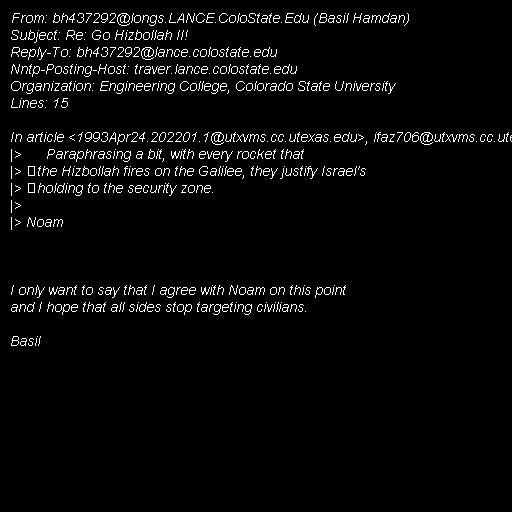 From: bh437292@longs.LANCE.ColoState.Edu (Basil Hamdan)
Subject: Re: Go Hizbollah II!
Reply-To: bh437292@lance.colostate.edu
Nntp-Posting-Host: traver.lance.colostate.edu
Organization: Engineering College, Colorado State University
Lines: 15

In article <1993Apr24.202201.1@utxvms.cc.utexas.edu>, ifaz706@utxvms.cc.ute
|> Paraphrasing a bit, with every rocket that
|> the Hizbollah fires on the Galilee, they justify Israel's
|> holding to the security zone.
|>
|> Noam

I only want to say that I agree with Noam on this point
and I hope that all sides stop targeting civilians.

Basil